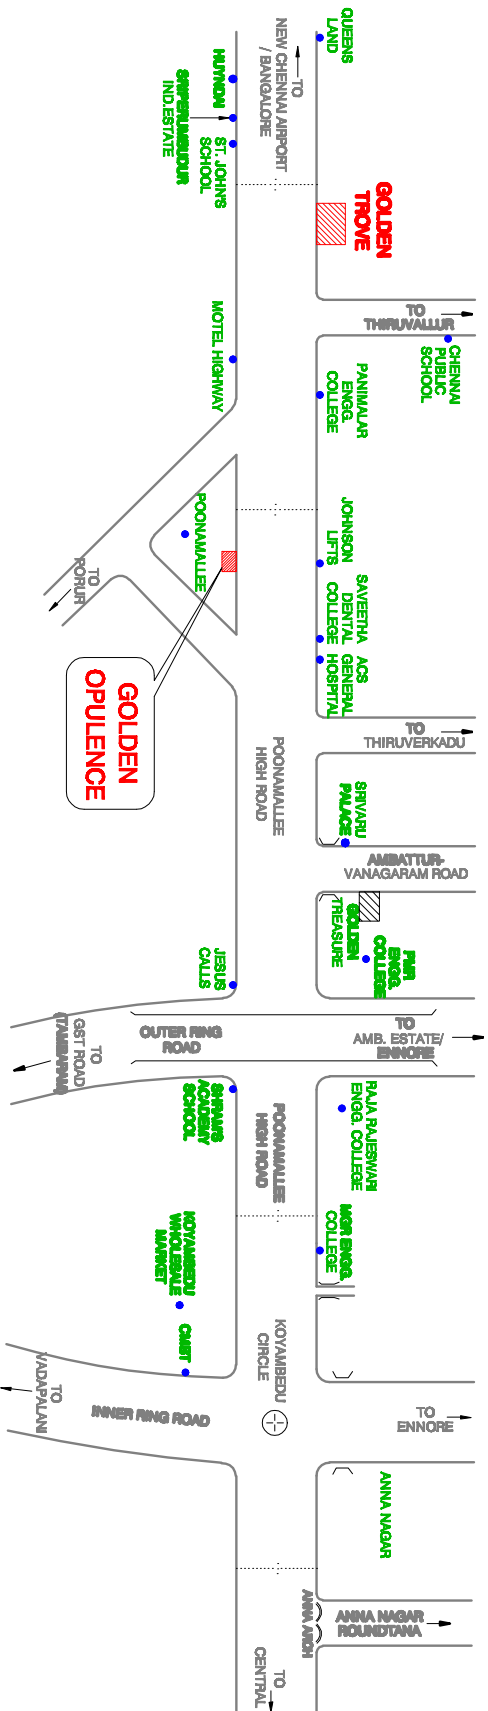 QUEENS
LAND
TO
NEW CHENNAI AIRPORT
/ BANGALORE
HUYNDAI
SRIPERUMBUDUR
IND.ESTATE
ST. JOHN'S
SCHOOL
GOLDEN
TROVE
TO
THIRUVALLUR
CHENNAI
PUBLIC
SCHOOL
MOTEL HIGHWAY
PANIMALAR
ENGG.
COLLEGE
JOHNSON
LIFTS
POONAMALLEE
TO
PORUR
SAVEETHA
DENTAL
COLLEGE
ACS
GENERAL
HOSPITAL
GOLDEN
OPULENCE
TO
THIRUVERKADU
POONAMALLEE
HIGH ROAD
SRIVARU
PALACE
AMBATTUR-
VANAGARAM ROAD
GOLDEN
TREASURE
PMR
ENGG.
COLLEGE
JESUS
CALLS
TO
AMB. ESTATE/
ENNORE
OUTER RING
ROAD
TO
GST ROAD
(TAMBARAM)
SHRAM'S
ACADEMY
SCHOOL
POONAMALLEE
HIGH ROAD
RAJA RAJESWARI
ENGG. COLLEGE
MGR ENGG.
COLLEGE
KOYAMBEDU
WHOLESALE
MARKET
CMBT
KOYAMBEDU
CIRCLE
TO
ENNORE
INNER RING ROAD
TO
VADAPALANI
ANNA NAGAR
ANNA ARCH
ANNA NAGAR
ROUNDTANA
TO
CENTRAL